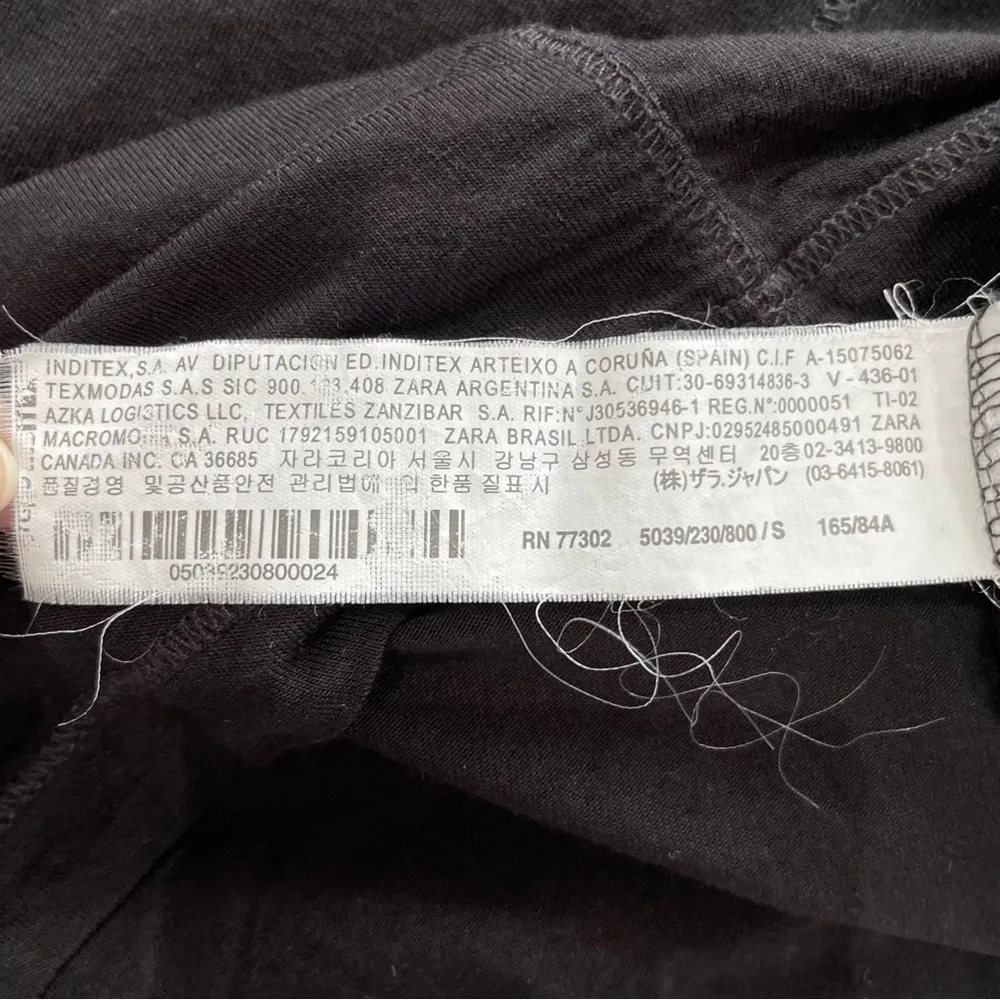 INDITEX,S.A. AV DIPUTACION ED.INDITEX ARTEIXO A CORUÑA (SPAIN) C.I.F A-15075062
TEXMODAS S.A.S SIC 900.408 ZARA ARGENTINA S.A. CUIT:30-69314836-3 V-436-01
AZKA LOGISTICS LLC, TEXTILES ZANZIBAR S.A. RIF:NºJ30536946-1 REG.Nº:0000051 TI-02
S.A. RUC 1792159105001 ZARA BRASIL LTDA. CNPJ:02952485000491 ZARA
CANADA INC. CA 36685 자라코리아 서울시 강남구 삼성동 무역센터 20층 02-3413-9800
품질경영 및공산품안전 관리법에 한품질표시 (株)ザラ.ジャパン (03-6415-8061)
RN 77302 5039/230/800/S 165/84A
05039230800024